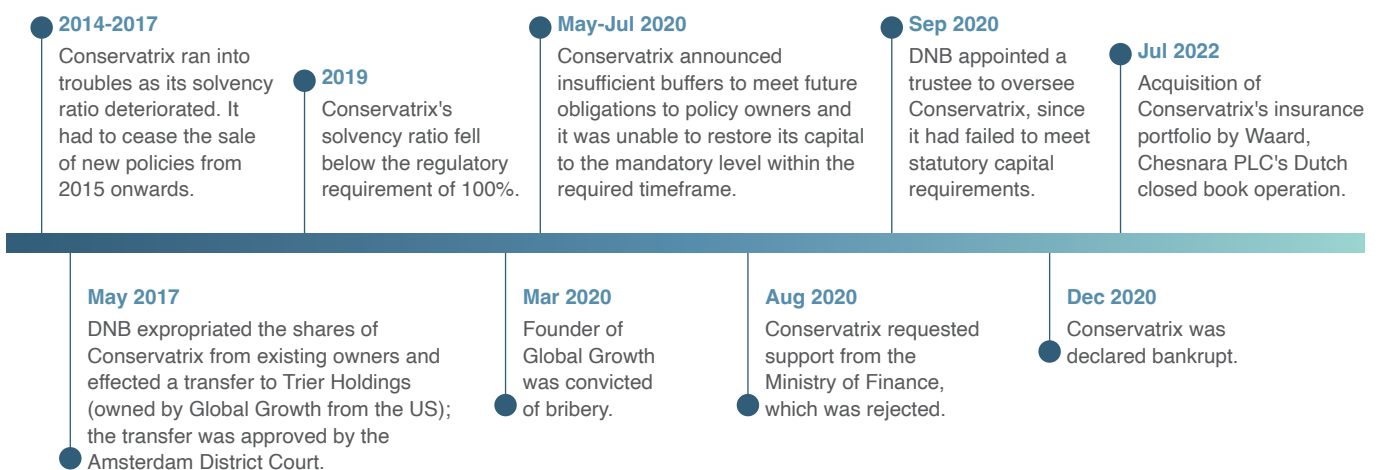 2014-2017
Conservatrix ran into
troubles as its solvency
ratio deteriorated. It
had to cease the sale
of new policies from
2015 onwards.
2019
Conservatrix's
solvency ratio fell
below the regulatory
requirement of 100%.
May-Jul 2020
Conservatrix announced
insufficient buffers to meet future
obligations to policy owners and
it was unable to restore its capital
to the mandatory level within the
required timeframe.
Sep 2020
DNB appointed a
trustee to oversee
Conservatrix, since
it had failed to meet
statutory capital
requirements.
Jul 2022
Acquisition of
Conservatrix's insurance
portfolio by Waard,
Chesnara PLC's Dutch
closed book operation.
May 2017
DNB expropriated the shares of
Conservatrix from existing owners and
effected a transfer to Trier Holdings
(owned by Global Growth from the US);
the transfer was approved by the
Amsterdam District Court.
Mar 2020
Founder of
Global Growth
was convicted
of bribery.
Aug 2020
Conservatrix requested
support from the
Ministry of Finance,
which was rejected.
Dec 2020
Conservatrix was
declared bankrupt.